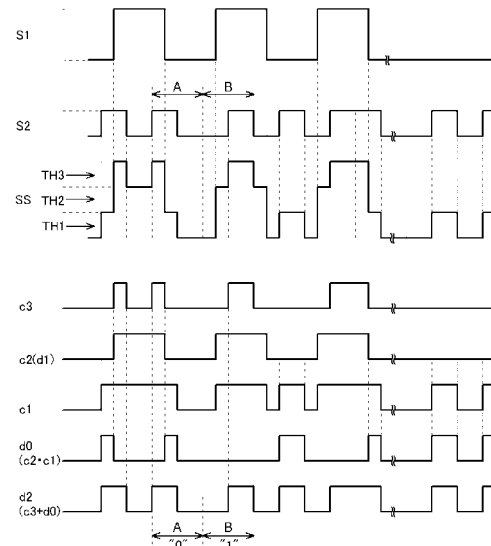 S1
A B
S2
TH3
SS TH2
TH1
c3
c2(d1)
c1
d0
(c2・c1)
d2
(c3+d0)
A B
"0" "1"